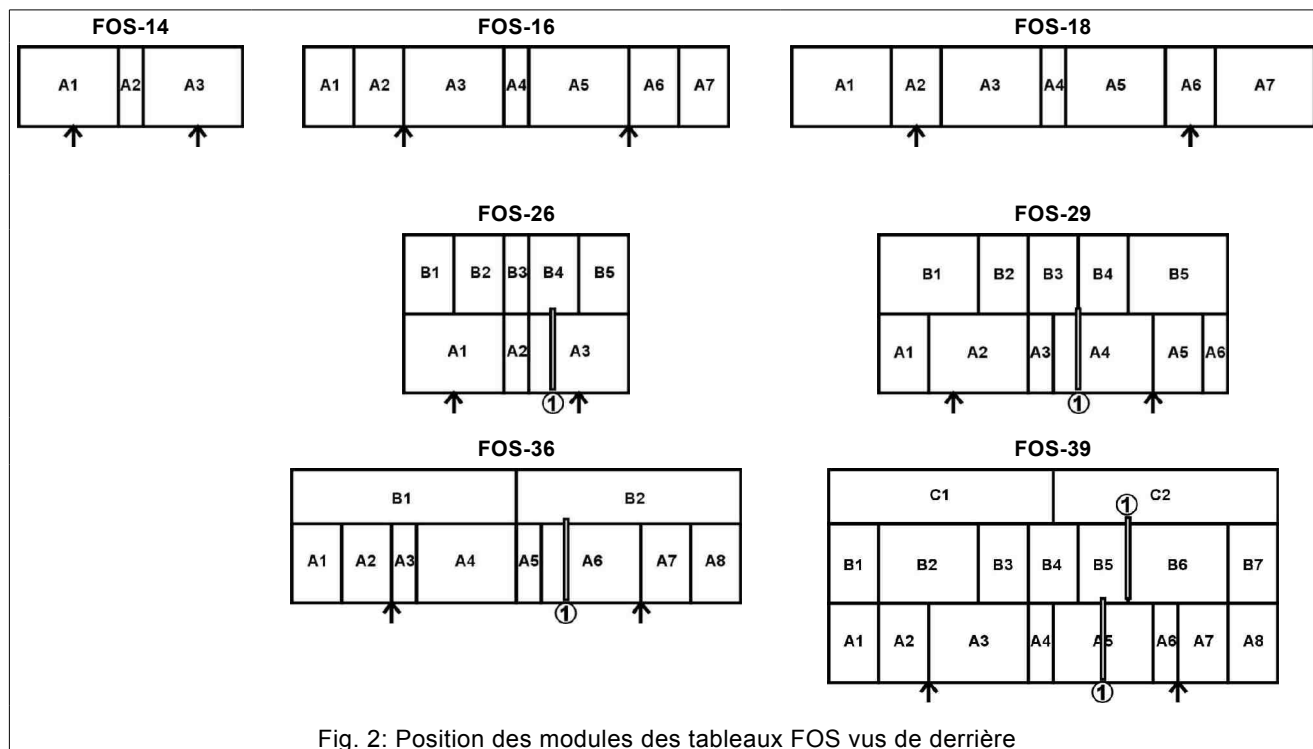 FOS-14 FOS-16 FOS-18
A1 A2 A3 A1 A2 A3 A4 A5 A6 A7 A1 A2 A3 A4 A5 A6 A7
FOS-26 FOS-29
B1 B2 B3 B4 B5 B1 B2 B3 B4 B5
A1 A2 A3 A1 A2 A3 A4 A5 A6
① ①
FOS-36 FOS-39
B1 B2 C1 ① C2
A1 A2 A3 A4 A5 A6 A7 A8 B1 B2 B3 B4 B5 B6 B7
① A1 A2 A3 A4 A5 A6 A7 A8
①
Fig. 2: Position des modules des tableaux FOS vus de derrière